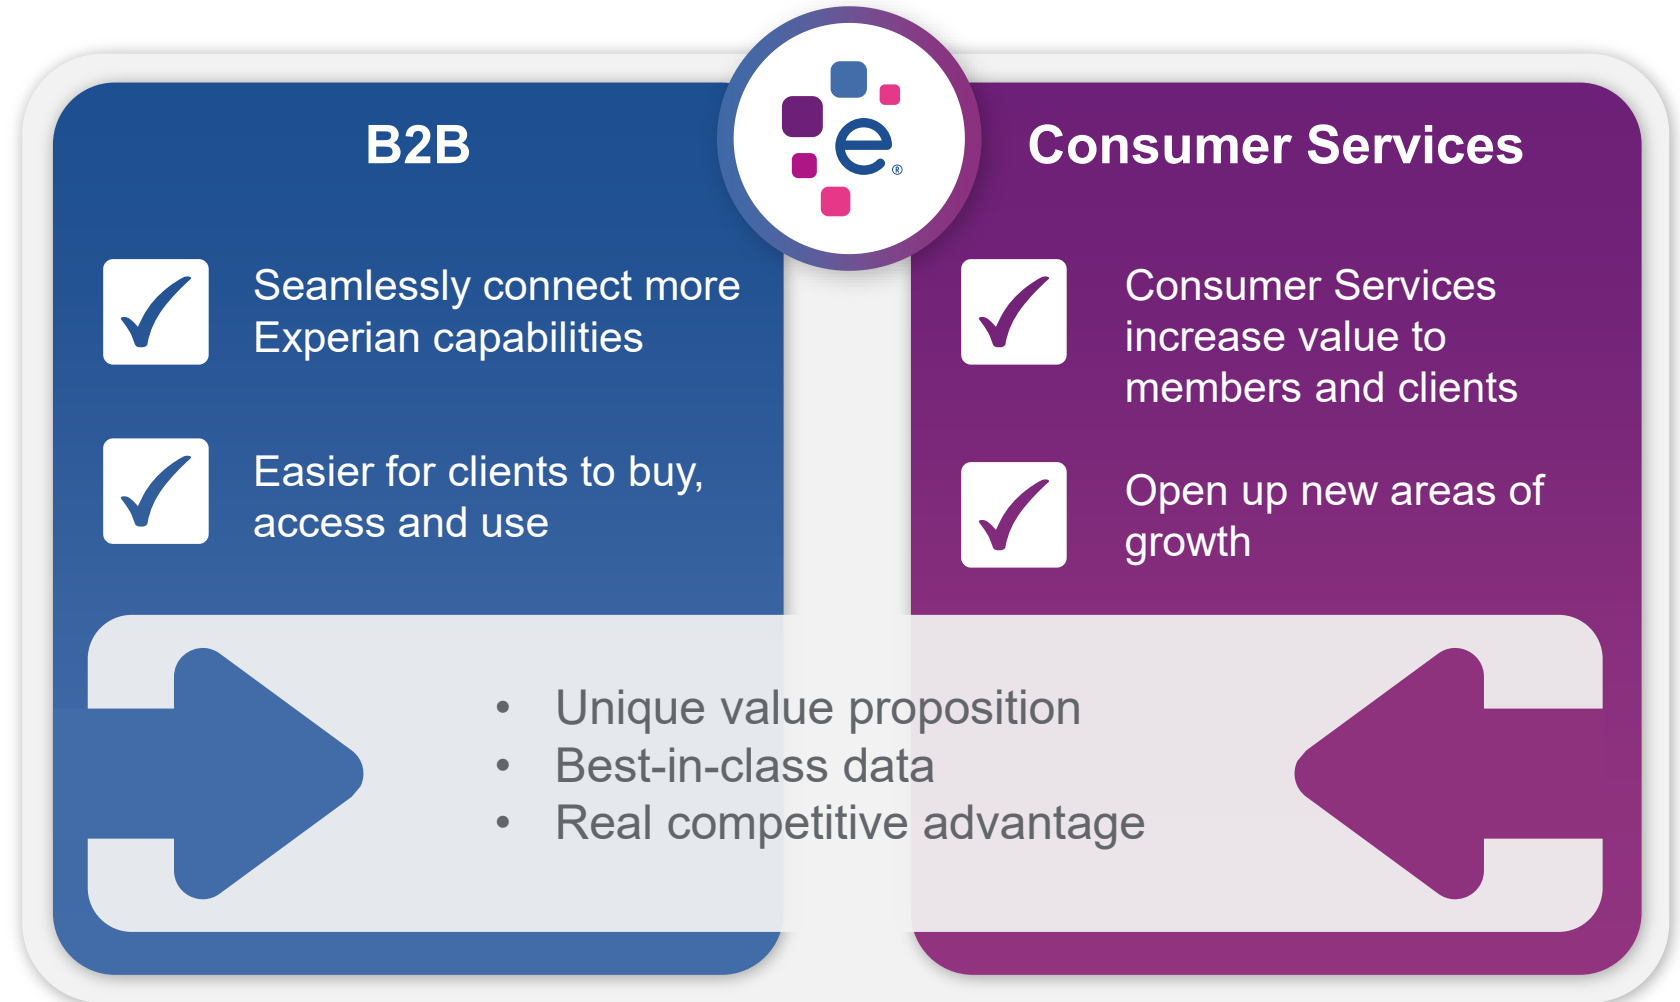 B2B
Seamlessly connect more
Experian capabilities
Easier for clients to buy,
access and use
e®
Consumer Services
Consumer Services
increase value to
members and clients
Open up new areas of
growth
• Unique value proposition
• Best-in-class data
• Real competitive advantage